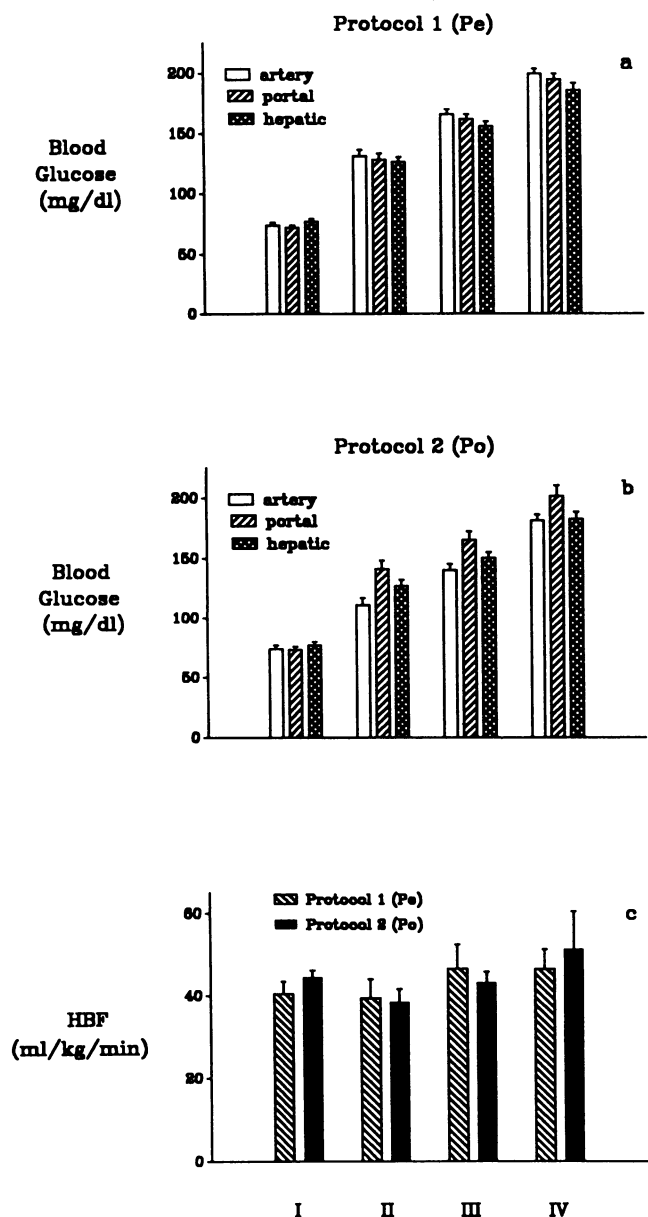 Protocol 1 (Pe)
a
200
150
100
50
0
artery
portal
hepatic
Blood
Glucose
(mg/dl)
Protocol 2 (Po)
b
200
150
100
50
0
artery
portal
hepatic
Blood
Glucose
(mg/dl)
c
60
40
20
0
Protocol 1 (Pe)
Protocol 2 (Po)
HBF
(ml/kg/min)
I II III IV